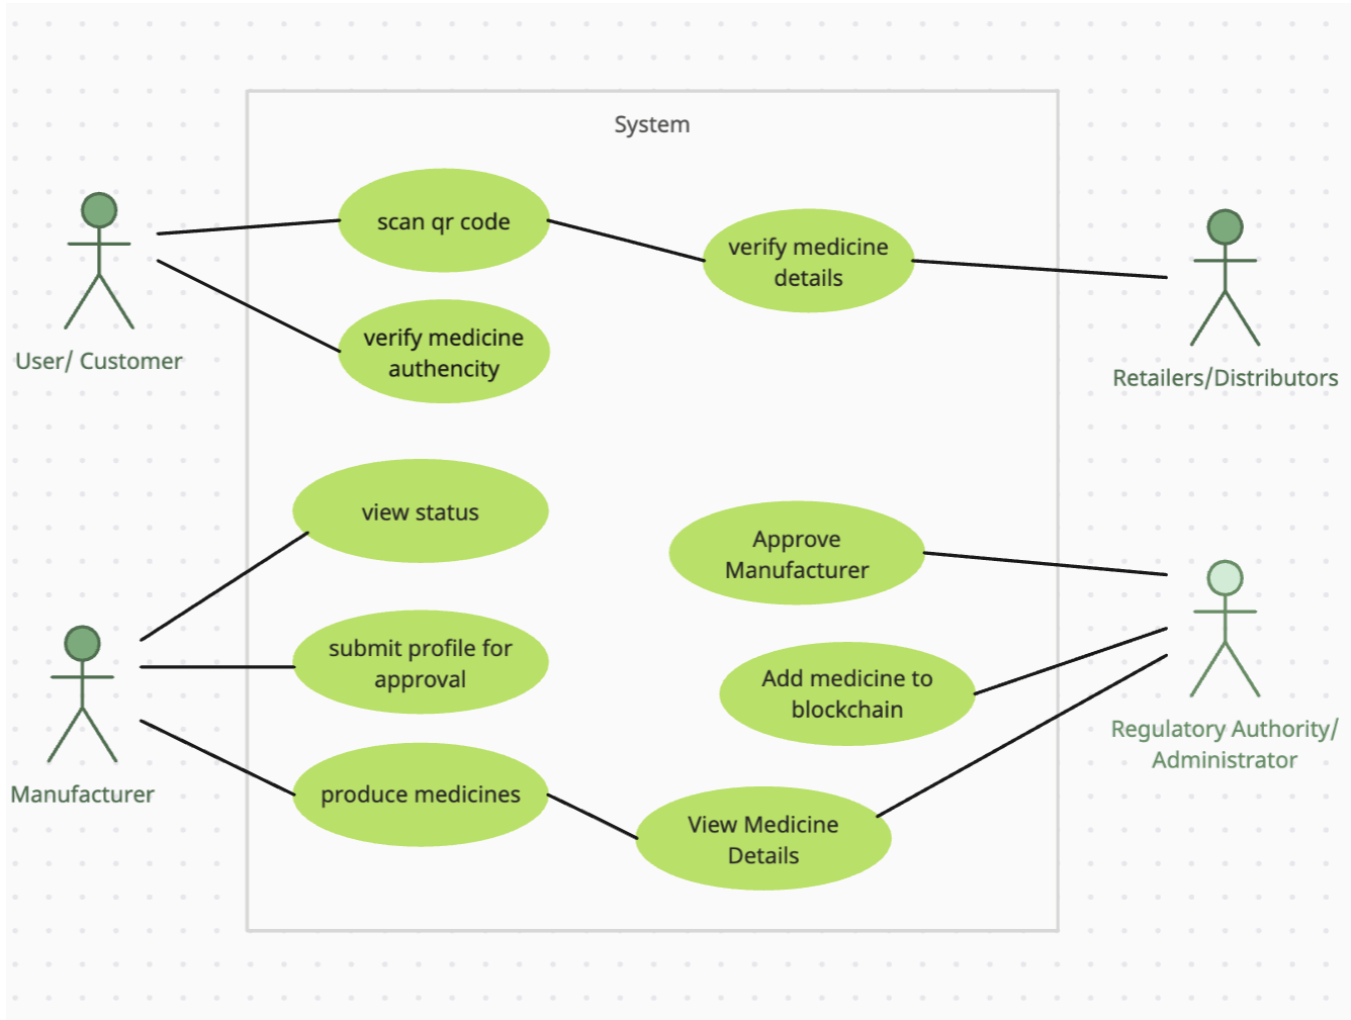 System
scan qr code
verify medicine
details
verify medicine
authencity
User/ Customer
Retailers/Distributors
view status
Approve
Manufacturer
submit profile for
approval
Add medicine to
blockchain
Regulatory Authority/
Administrator
Manufacturer
produce medicines
View Medicine
Details